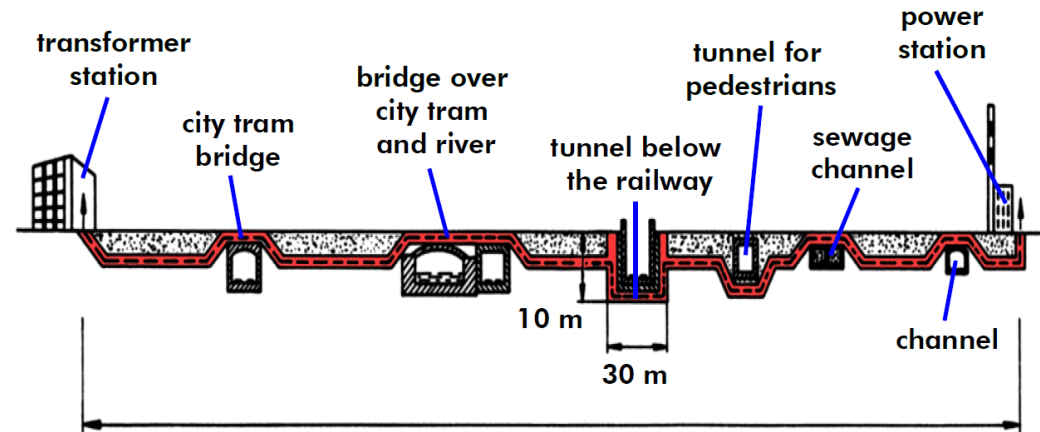 transformer
station
city tram
bridge
bridge over
city tram
and river
tunnel below
the railway
tunnel for
pedestrians
sewage
channel
power
station
channel
10 m
30 m